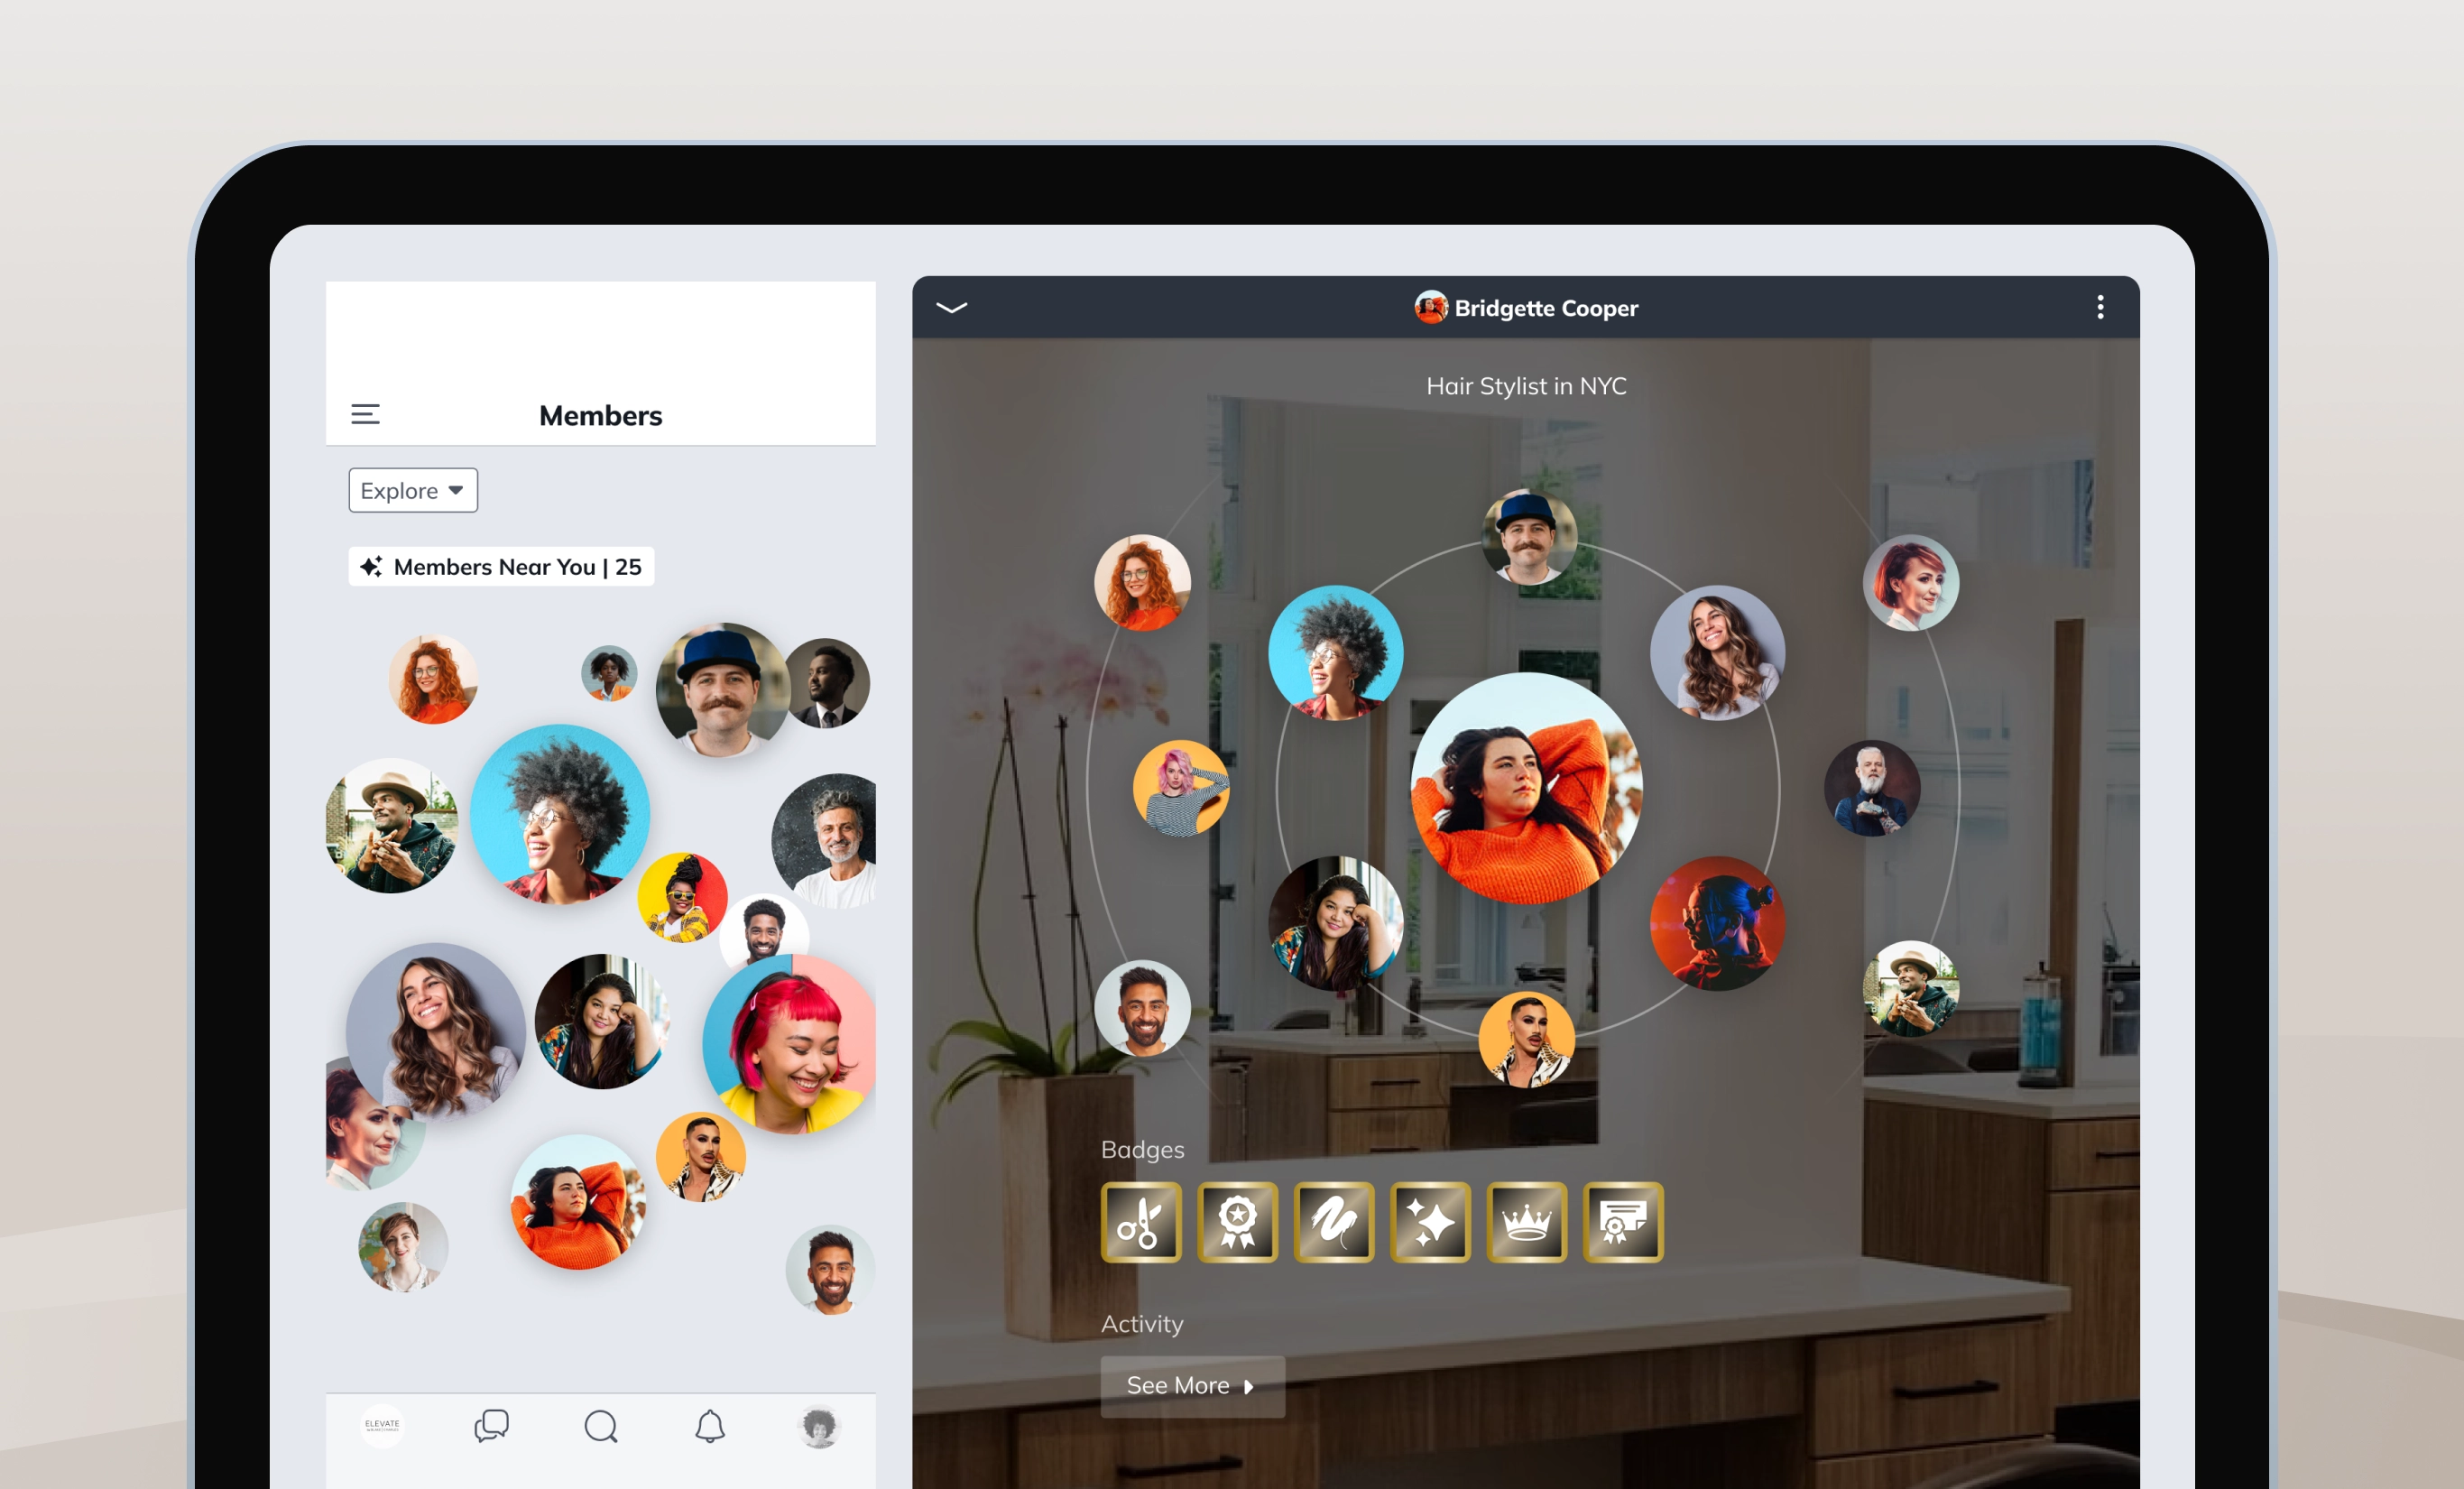 Members
Explore
Members Near You | 25
ELEVATE
Bridgette Cooper
Hair Stylist in NYC
Badges
Activity
See More